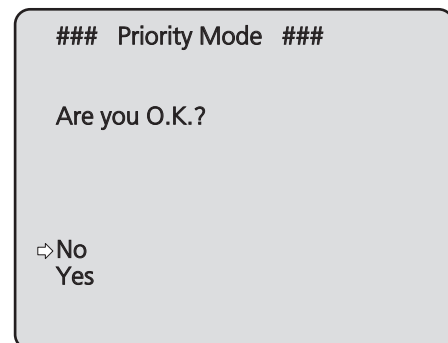 ### Priority Mode ###
Are you O.K.?
⇨No
Yes